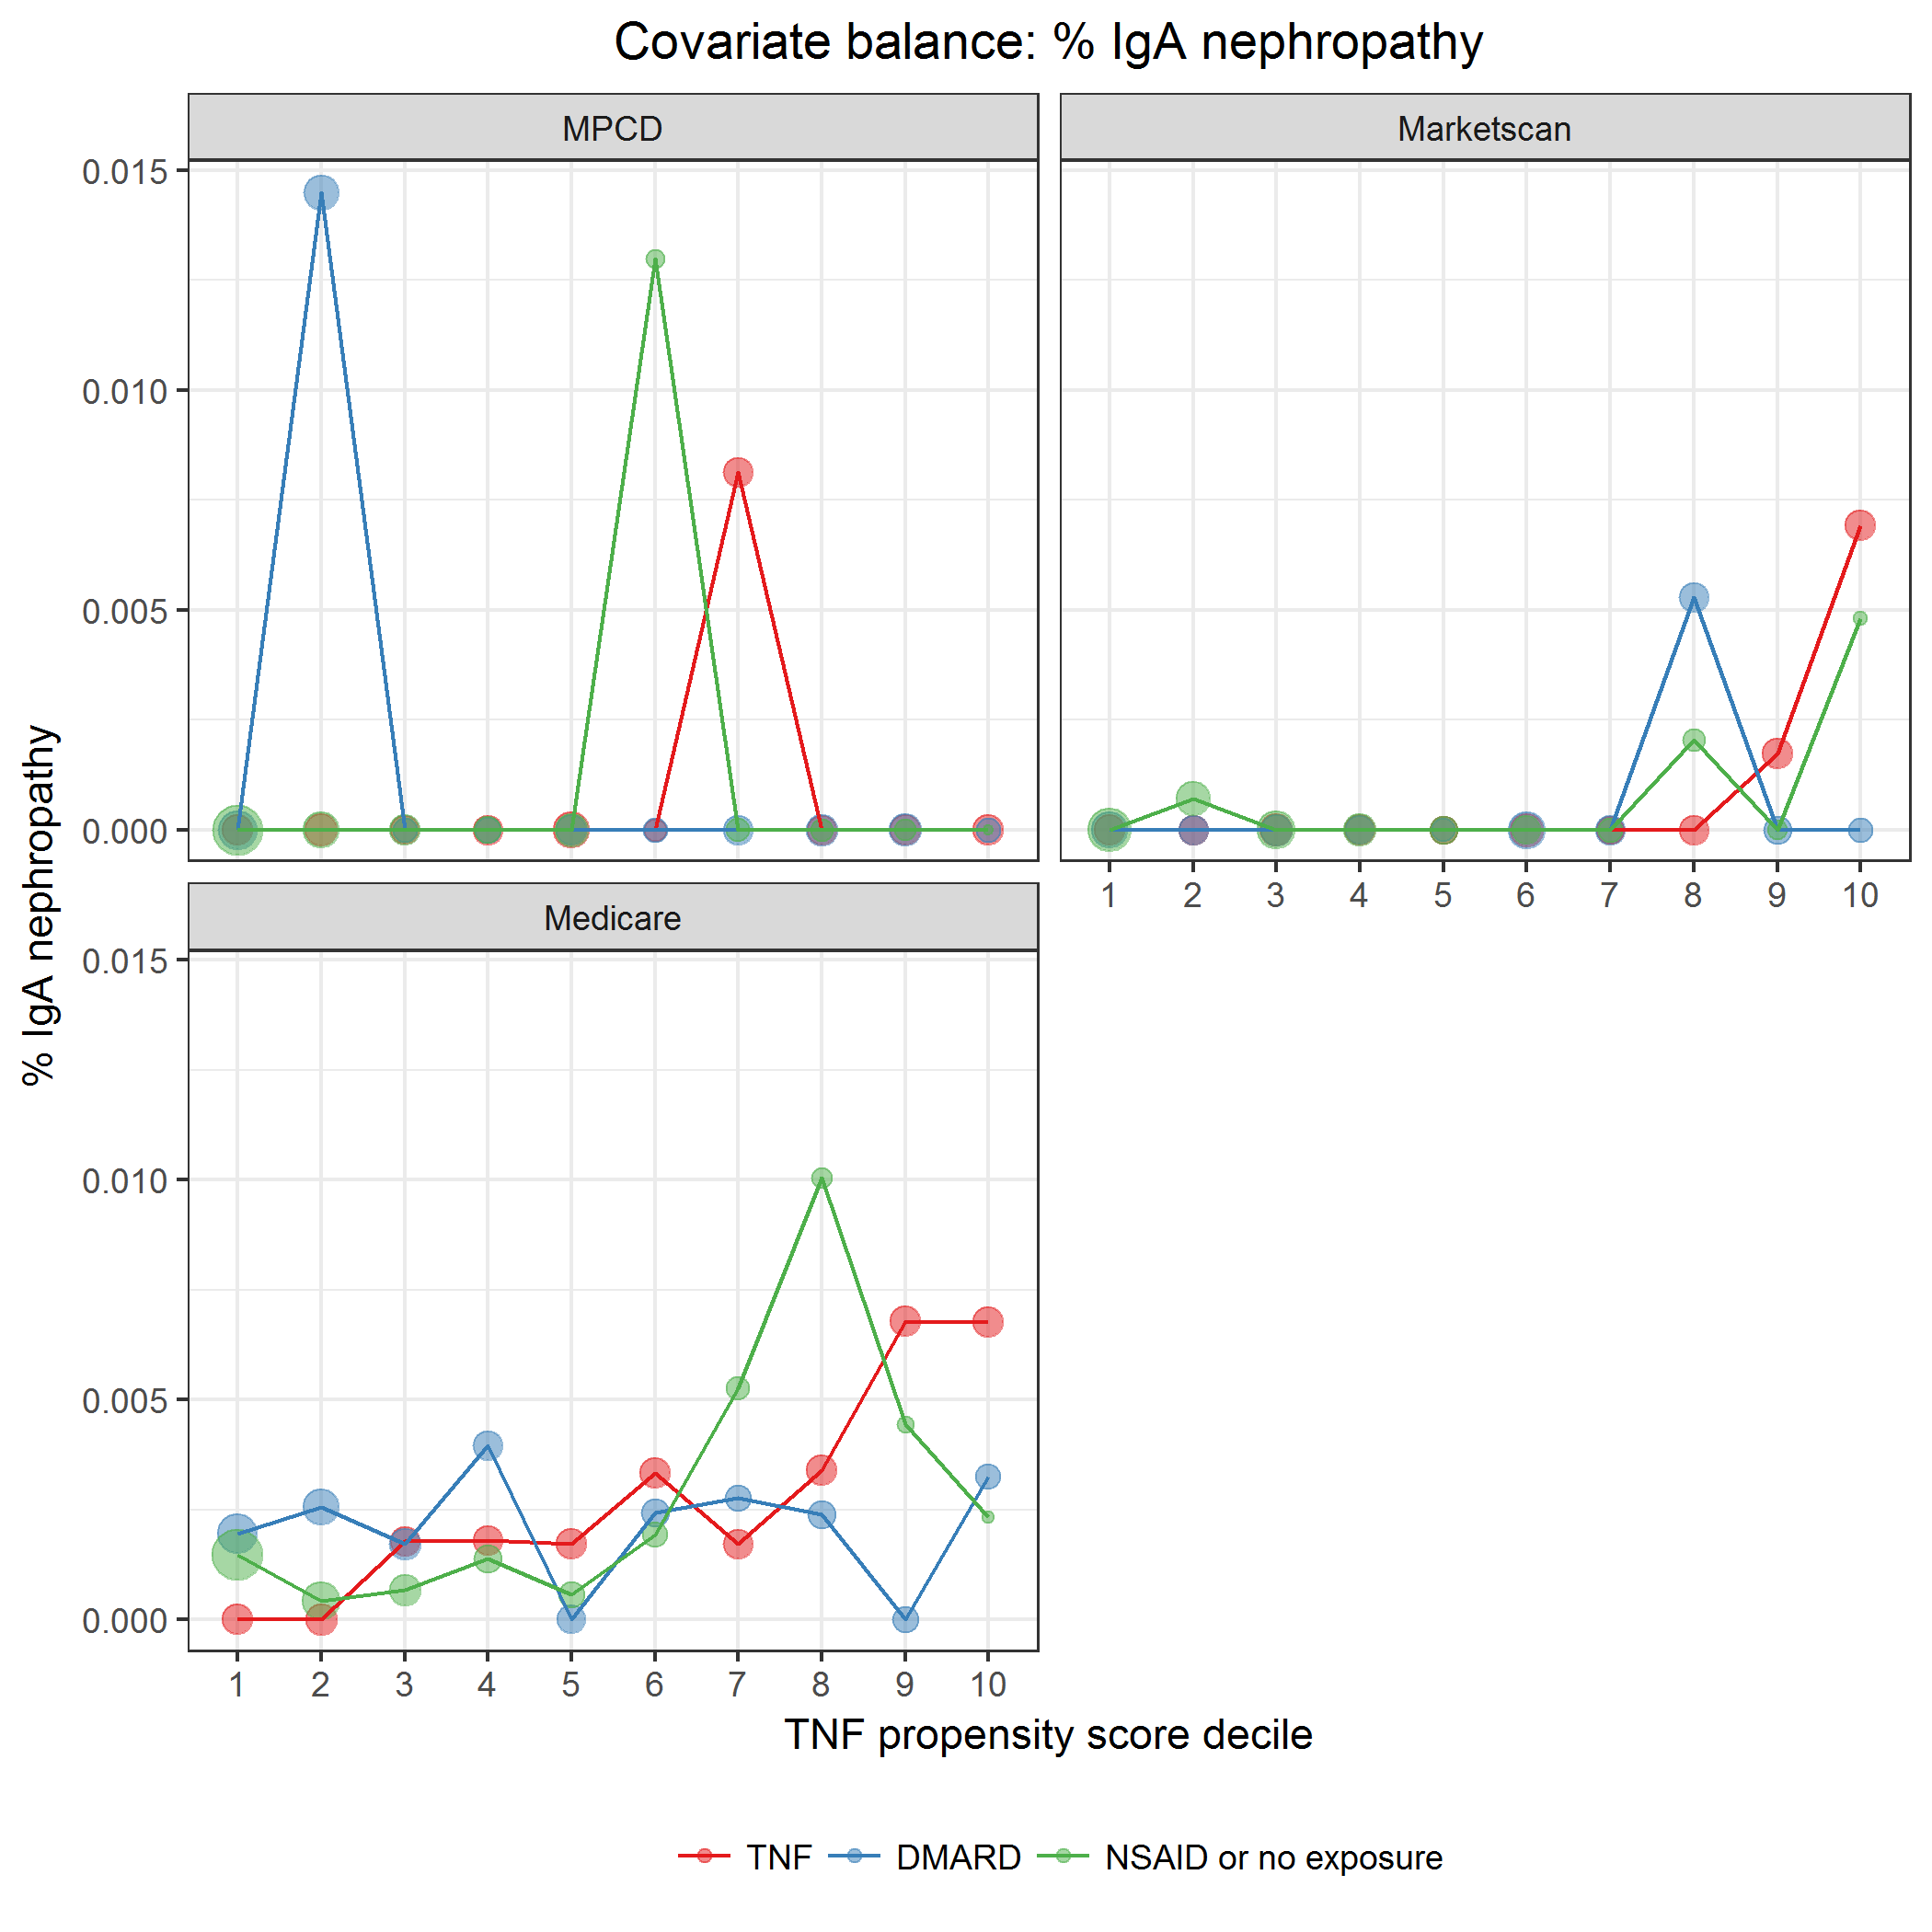 Covariate balance: % IgA nephropathy
MPCD
Marketscan
0.015
0.010
0.005
0.000
1 2 3 4 5 6 7 8 9 10
Medicare
0.015
0.010
0.005
0.000
1 2 3 4 5 6 7 8 9 10
% IgA nephropathy
TNF propensity score decile
TNF DMARD NSAID or no exposure